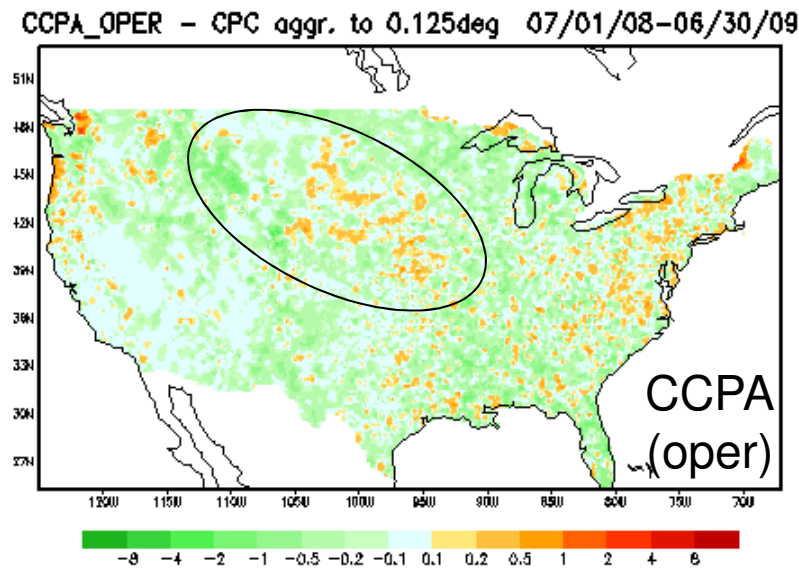 CCPA_OPER – CPC aggr. to 0.125deg 07/01/08-06/30/09
51N
48N
45N
42N
39N
36N
33N
30N
27N
CCPA
(oper)
120W 115W 110W 105W 100W 95W 90W 85W 80W 75W 70W
-8 -4 -2 -1 -0.5 -0.2 -0.1 0.1 0.2 0.5 1 2 4 8